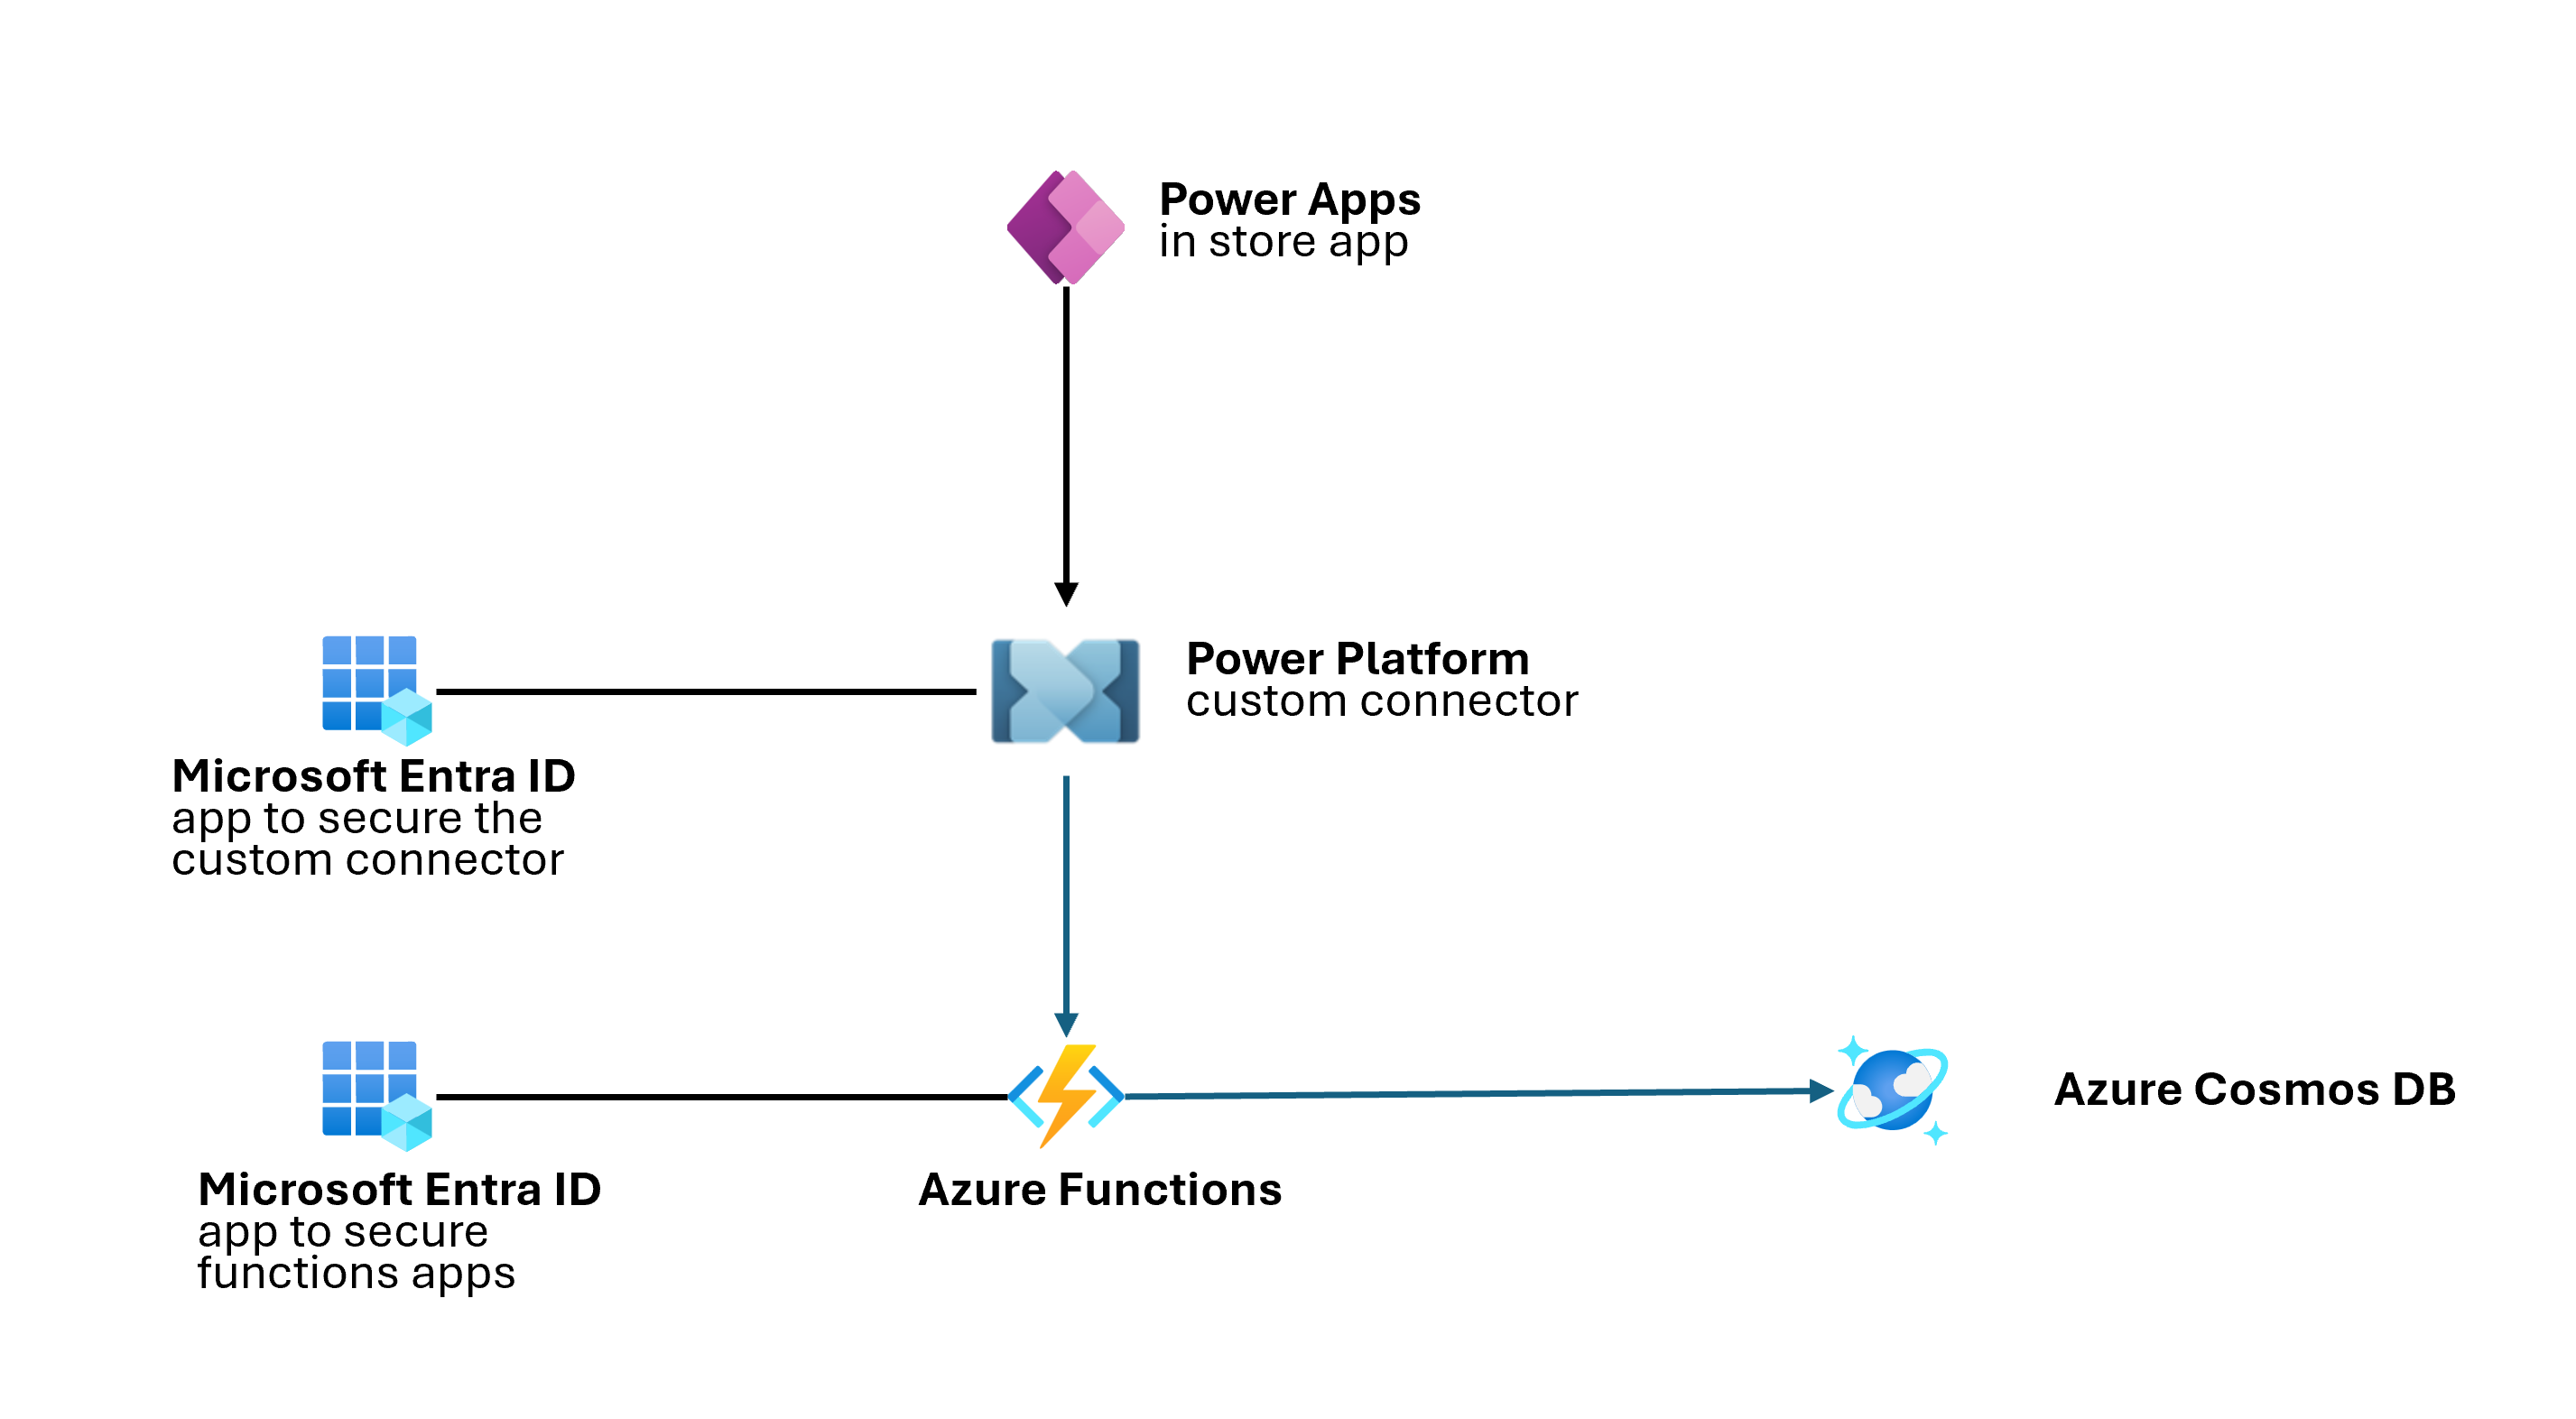 Power Apps
in store app
Power Platform
custom connector
Microsoft Entra ID
app to secure the
custom connector
Azure Cosmos DB
Microsoft Entra ID
app to secure
functions apps
Azure Functions